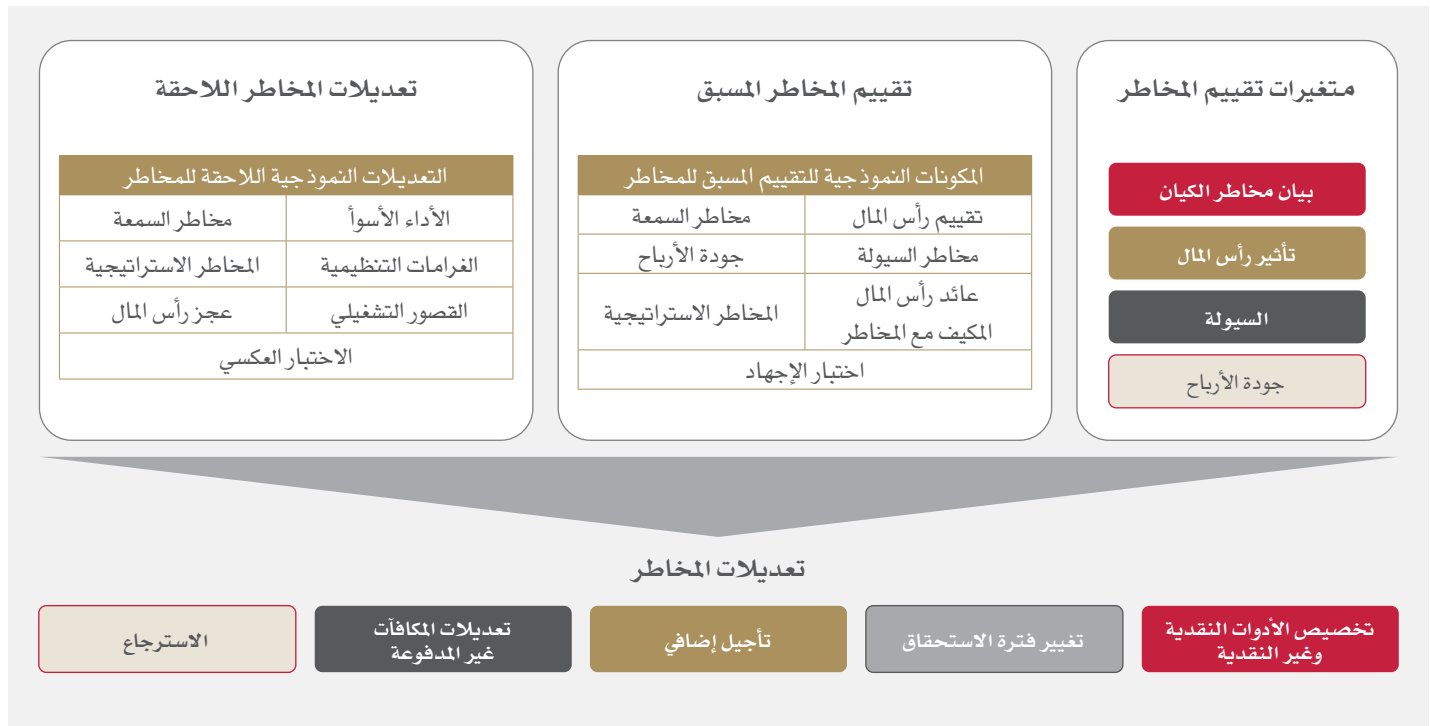 متغيرات تقييم المخاطر
بيان مخاطر الكيان
تأثير رأس المال
السيولة
جودة الأرباح
تقييم المخاطر المسبق
المكونات النموذجية للتقييم المسبق للمخاطر
تقييم رأس المال
مخاطر السمعة
مخاطر السيولة
جودة الأرباح
عائد رأس المال
المكيف مع المخاطر
المخاطر الاستراتيجية
اختبار الإجهاد
تعديلات المخاطر اللاحقة
التعديلات النموذجية اللاحقة للمخاطر
الأداء الأسوأ
مخاطر السمعة
الغرامات التنظيمية
المخاطر الاستراتيجية
القصور التشغيلي
عجز رأس المال
الاختبار العكسي
تعديلات المخاطر
تخصيص الأدوات النقدية
وغير النقدية
تغيير فترة الاستحقاق
تأجيل إضافي
تعديلات المكافآت
غير المدفوعة
الاسترجاع